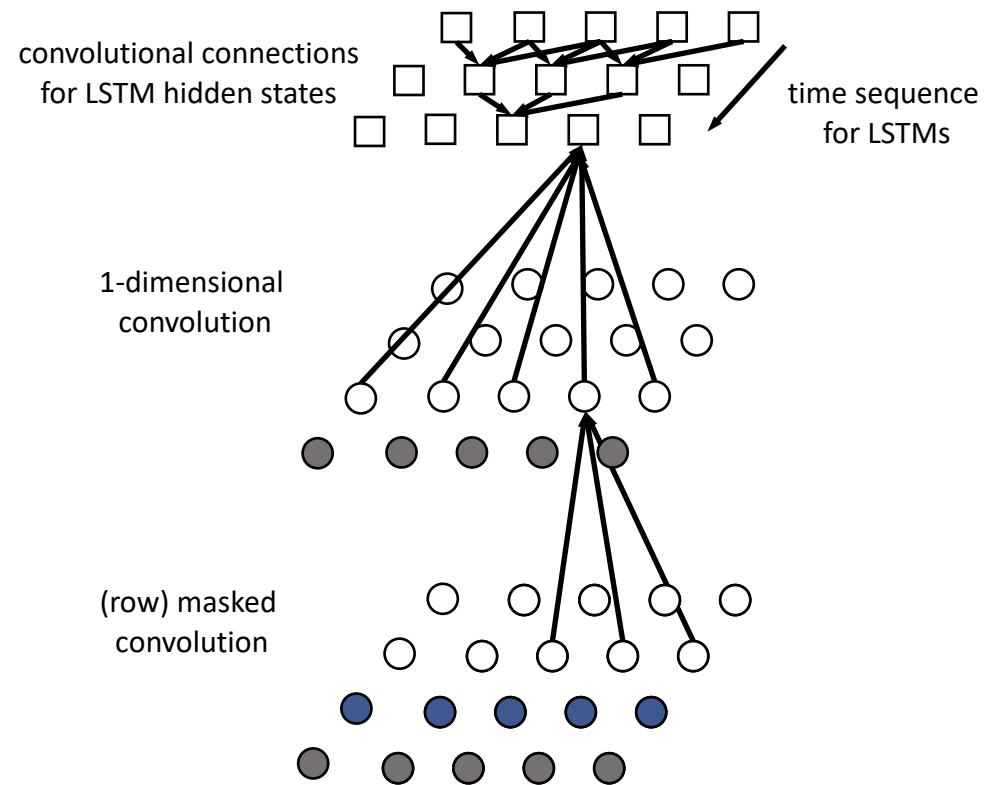 convolutional connections
for LSTM hidden states
time sequence
for LSTMs
1-dimensional
convolution
(row) masked
convolution